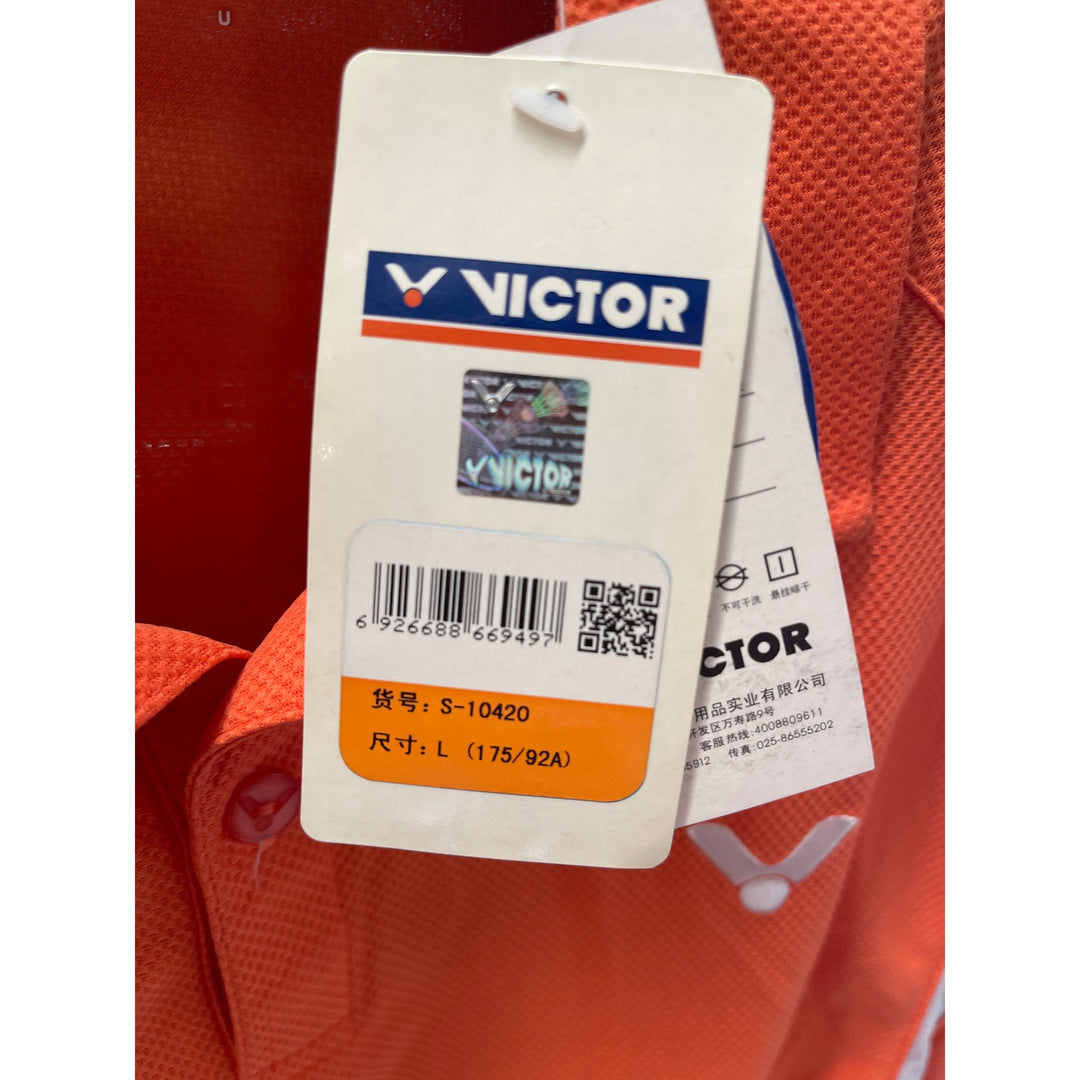 VICTOR
VICTOR
6 926688 669497
货号: S-10420
尺寸: L (175/92A)
不可干洗 悬挂晾干
CTOR
用品实业有限公司
开发区万寿路9号
客服热线:4008809611
5912 传真:025-86555202